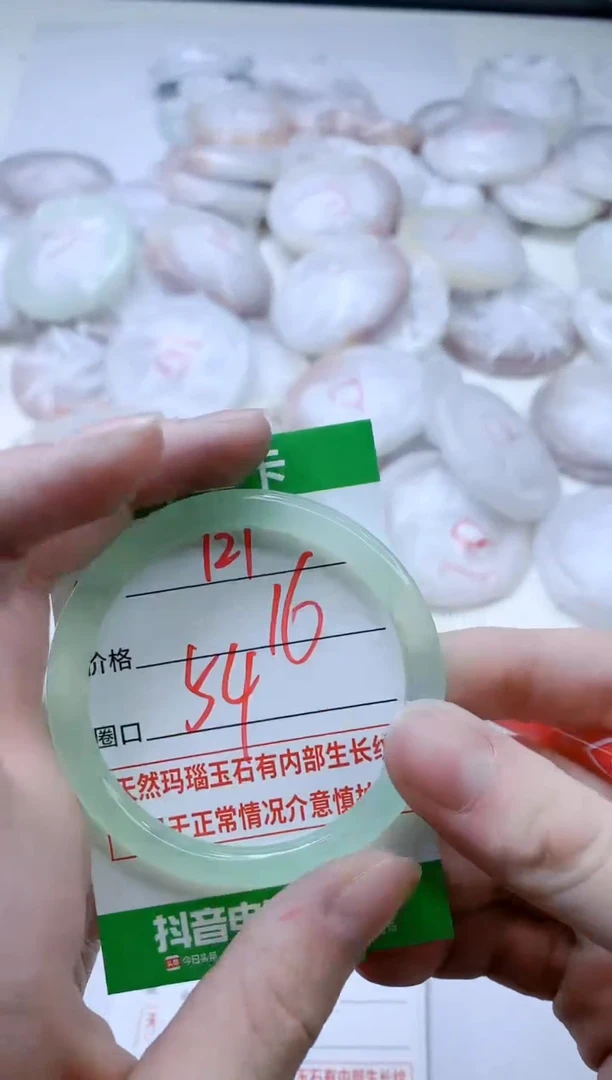 卡
121
16
价格
54
圈口
天然玛瑙玉石有内部生长纹
于正常情况介意慎拍
抖音电
今日头条